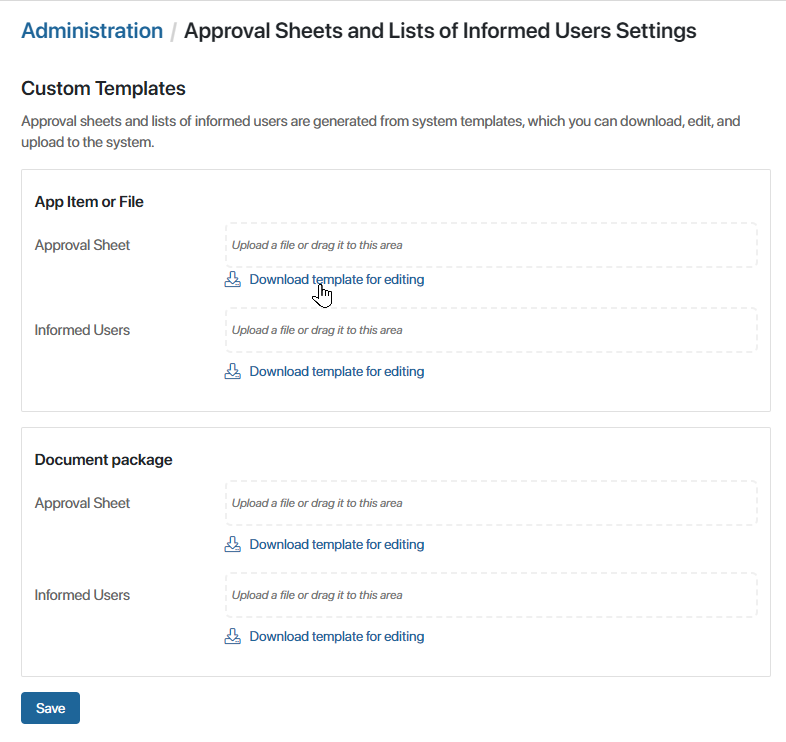 Administration / Approval Sheets and Lists of Informed Users Settings
Custom Templates
Approval sheets and lists of informed users are generated from system templates, which you can download, edit, and
upload to the system.
App Item or File
Approval Sheet
Upload a file or drag it to this area
Download template for editing
Informed Users
Upload a file or drag it to this area
Download template for editing
Document package
Approval Sheet
Upload a file or drag it to this area
Download template for editing
Informed Users
Upload a file or drag it to this area
Download template for editing
Save